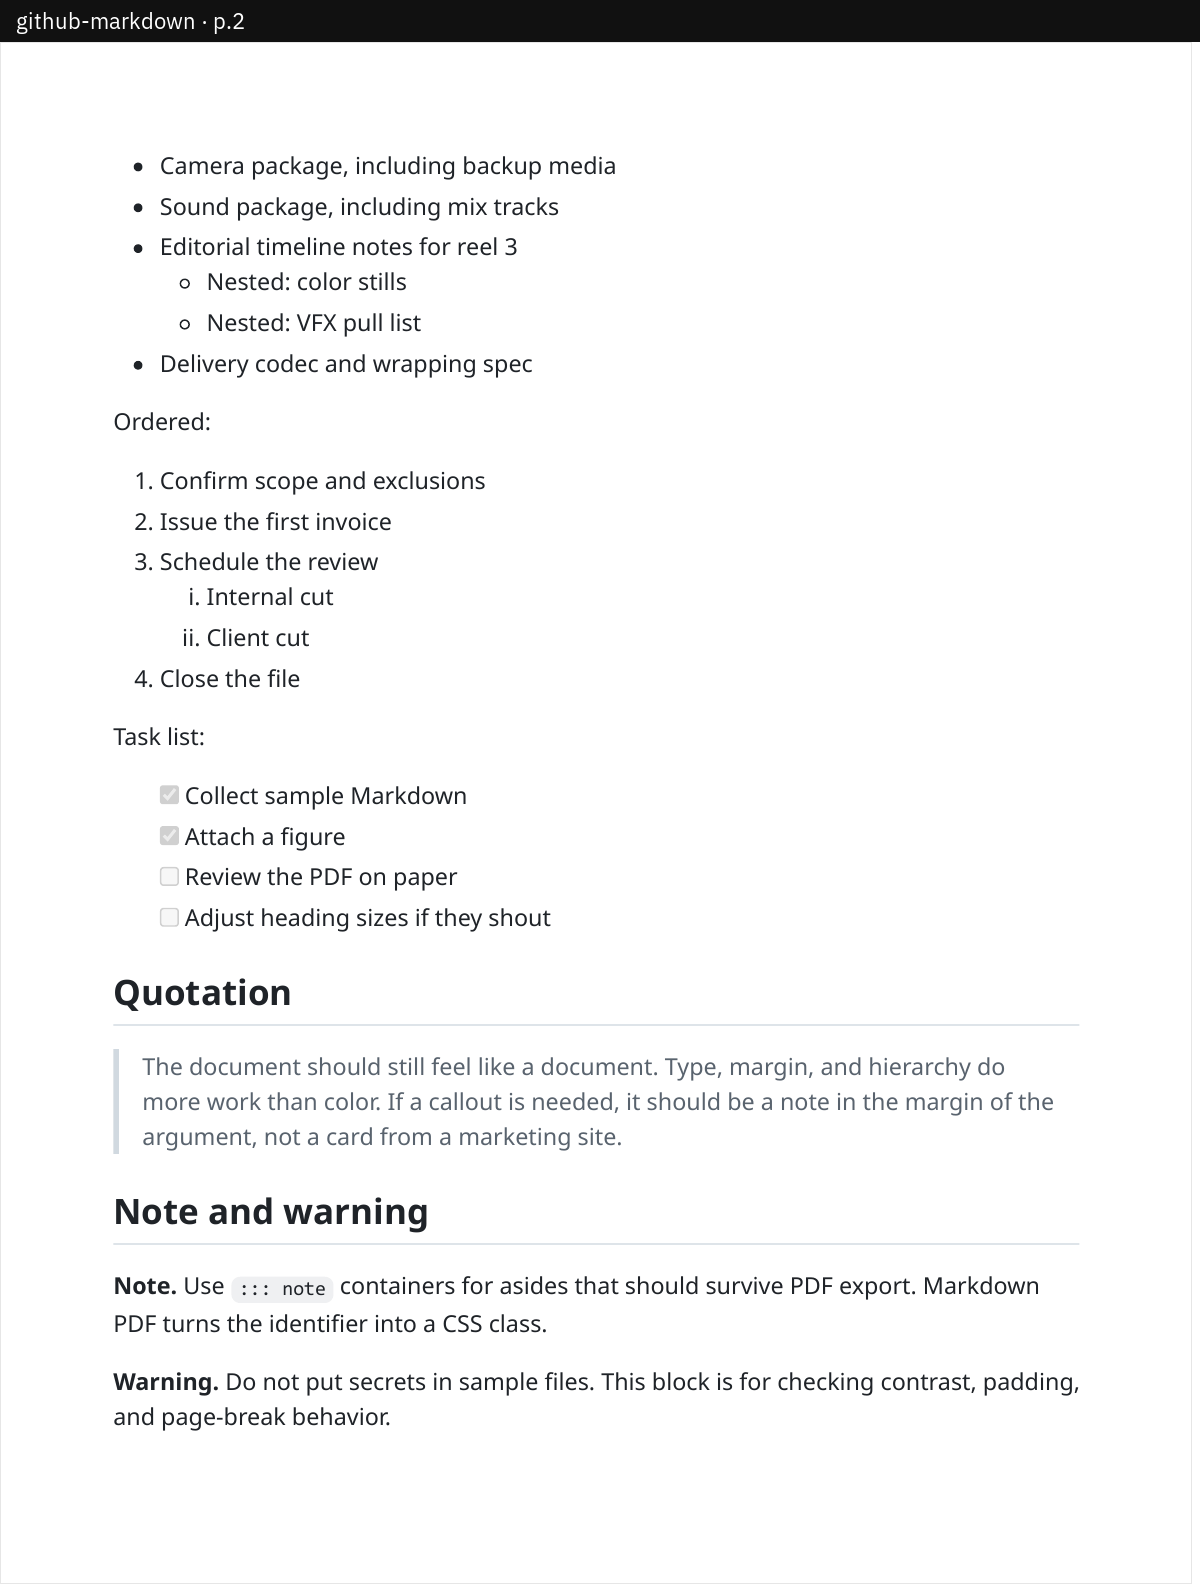 github-markdown · p.2
• Camera package, including backup media
• Sound package, including mix tracks
• Editorial timeline notes for reel 3
◦ Nested: color stills
◦ Nested: VFX pull list
• Delivery codec and wrapping spec
Ordered:
1. Confirm scope and exclusions
2. Issue the first invoice
3. Schedule the review
i. Internal cut
ii. Client cut
4. Close the file
Task list:
Collect sample Markdown
Attach a figure
Review the PDF on paper
Adjust heading sizes if they shout
Quotation
The document should still feel like a document. Type, margin, and hierarchy do
more work than color. If a callout is needed, it should be a note in the margin of the
argument, not a card from a marketing site.
Note and warning
Note. Use ::: note containers for asides that should survive PDF export. Markdown
PDF turns the identifier into a CSS class.
Warning. Do not put secrets in sample files. This block is for checking contrast, padding,
and page-break behavior.